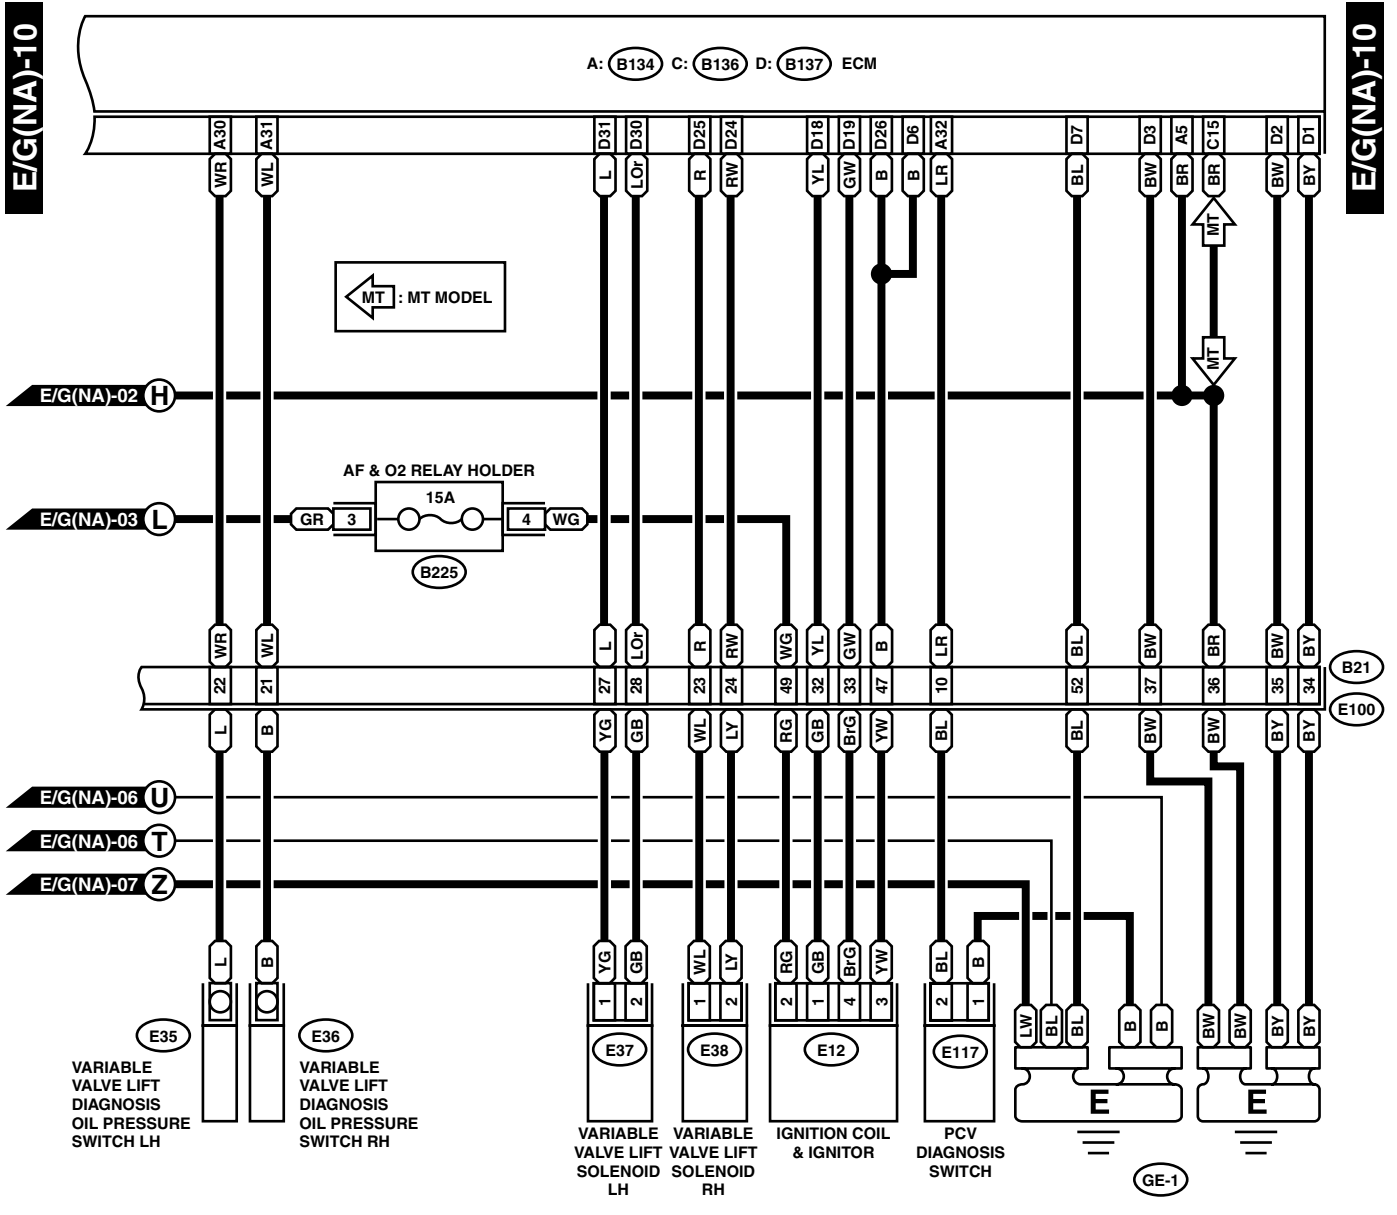 E/G(NA)-10
E/G(NA)-10
A: B134 C: B136 D: B137 ECM
A30 A31 D31 D30 D25 D24 D18 D19 D26 D6 A32 D7 D3 A5 C15 D2 D1
WR WL L LOr R RW YL GW B B LR BL BW BR BR BW BY
MT
MT : MT MODEL
MT
E/G(NA)-02 H
AF & O2 RELAY HOLDER
15A
E/G(NA)-03 L GR 3 4 WG
B225
WR WL L LOr R RW WG YL GW B LR BL BW BR BW BY
B21
22 21 27 28 23 24 49 32 33 47 10 52 37 36 35 34
E100
L B YG GB WL LY RG GB BrG YW BL BL BW BW BY BY
E/G(NA)-06 U
E/G(NA)-06 T
E/G(NA)-07 Z
L B YG GB WL LY RG GB BrG YW BL B
1 2 1 2 2 1 4 3 2 1
LW BL BL B B BW BW BY BY
E35 E36 E37 E38 E12 E117
VARIABLE
VALVE LIFT
DIAGNOSIS
OIL PRESSURE
SWITCH LH
VARIABLE
VALVE LIFT
DIAGNOSIS
OIL PRESSURE
SWITCH RH
VARIABLE
VALVE LIFT
SOLENOID
LH
VARIABLE
VALVE LIFT
SOLENOID
RH
IGNITION COIL
& IGNITOR
PCV
DIAGNOSIS
SWITCH
E E
GE-1